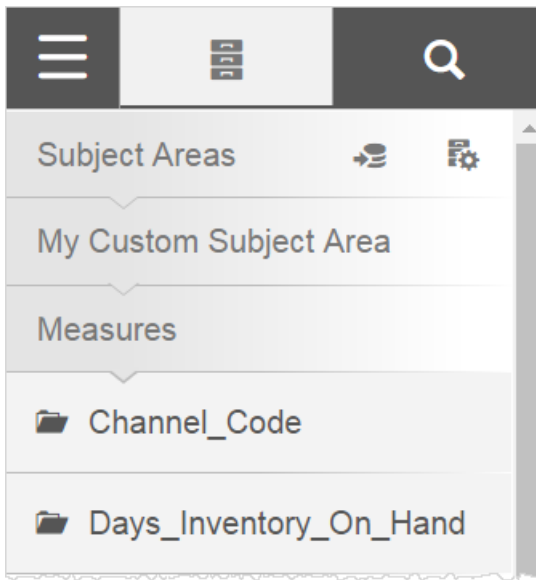 Subject Areas
My Custom Subject Area
Measures
Channel_Code
Days_Inventory_On_Hand